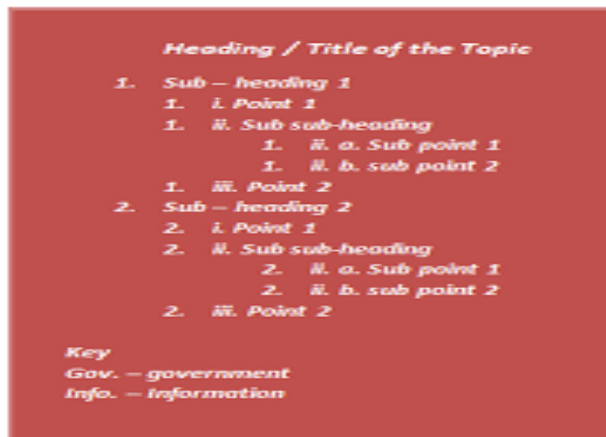 Heading / Title of the Topic
1. Sub – heading 1
1. i. Point 1
1. ii. Sub sub-heading
1. ii. a. Sub point 1
1. ii. b. sub point 2
1. iii. Point 2
2. Sub – heading 2
2. i. Point 1
2. ii. Sub sub-heading
2. ii. a. Sub point 1
2. ii. b. sub point 2
2. iii. Point 2
Key
Gov. – government
Info. – Information